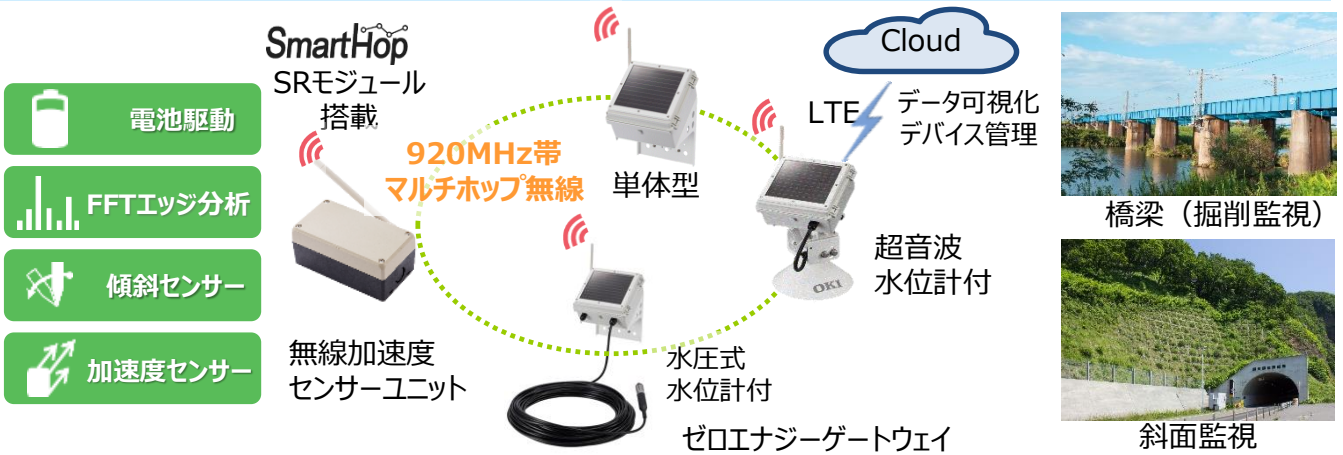 SmartHop
SRモジュール
搭載
電池駆動
FFTエッジ分析
傾斜センサー
加速度センサー
無線加速度
センサーユニット
920MHz帯
マルチホップ無線
単体型
水圧式
水位計付
ゼロエナジーゲートウェイ
Cloud
LTE
データ可視化
デバイス管理
OKI
超音波
水位計付
橋梁（掘削監視）
斜面監視